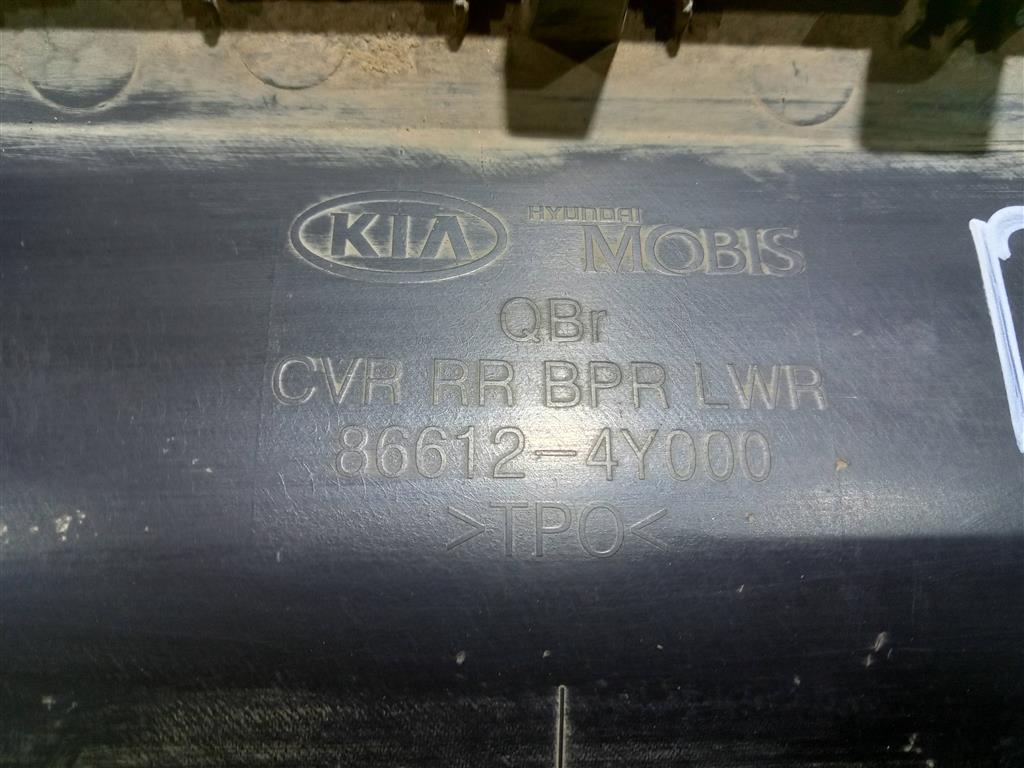 KIA HYUNDAI MOBIS
QBr
CVR RR BPR LWR
86612-4Y000
>TPO<